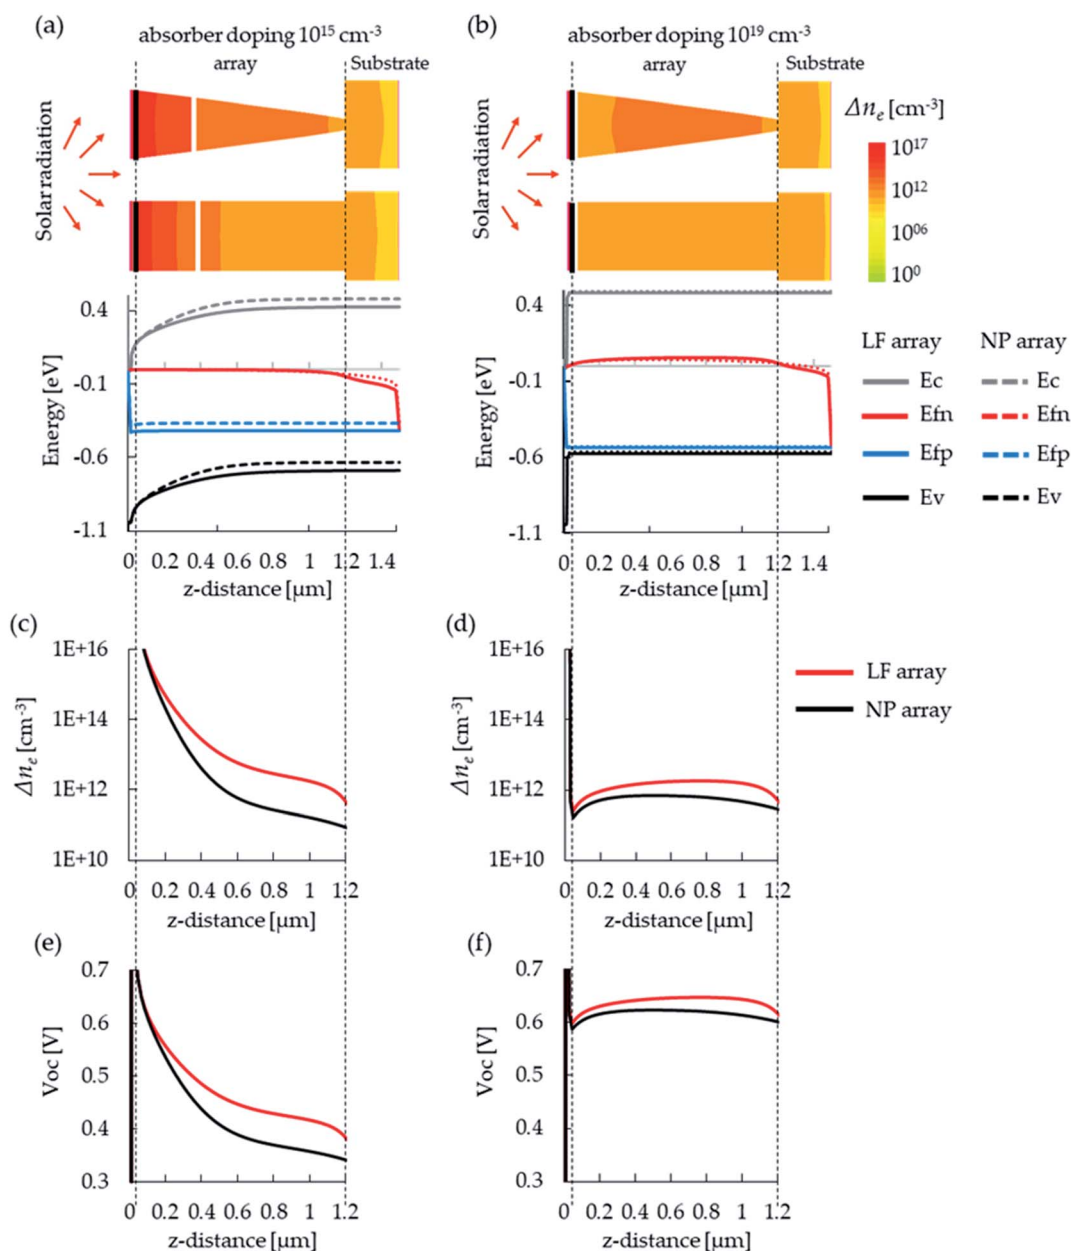 (a)
absorber doping 10¹⁵ cm⁻³
array
Substrate
Solar radiation
(b)
absorber doping 10¹⁹ cm⁻³
array
Substrate
Solar radiation
Δnₑ [cm⁻³]
10¹⁷
10¹²
10⁰⁶
10⁰
0.4
-0.1
-0.6
-1.1
Energy [eV]
0 0.2 0.4 0.6 0.8 1 1.2 1.4
z-distance [µm]
0.4
-0.1
-0.6
-1.1
Energy [eV]
0 0.2 0.4 0.6 0.8 1 1.2 1.4
z-distance [µm]
LF array NP array
Ec Ec
Efn Efn
Efp Efp
Ev Ev
(c)
1E+16
1E+14
1E+12
1E+10
Δnₑ [cm⁻³]
0 0.2 0.4 0.6 0.8 1 1.2
z-distance [µm]
(d)
1E+16
1E+14
1E+12
1E+10
Δnₑ [cm⁻³]
0 0.2 0.4 0.6 0.8 1 1.2
z-distance [µm]
LF array
NP array
(e)
0.7
0.6
0.5
0.4
0.3
Voc [V]
0 0.2 0.4 0.6 0.8 1 1.2
z-distance [µm]
(f)
0.7
0.6
0.5
0.4
0.3
Voc [V]
0 0.2 0.4 0.6 0.8 1 1.2
z-distance [µm]